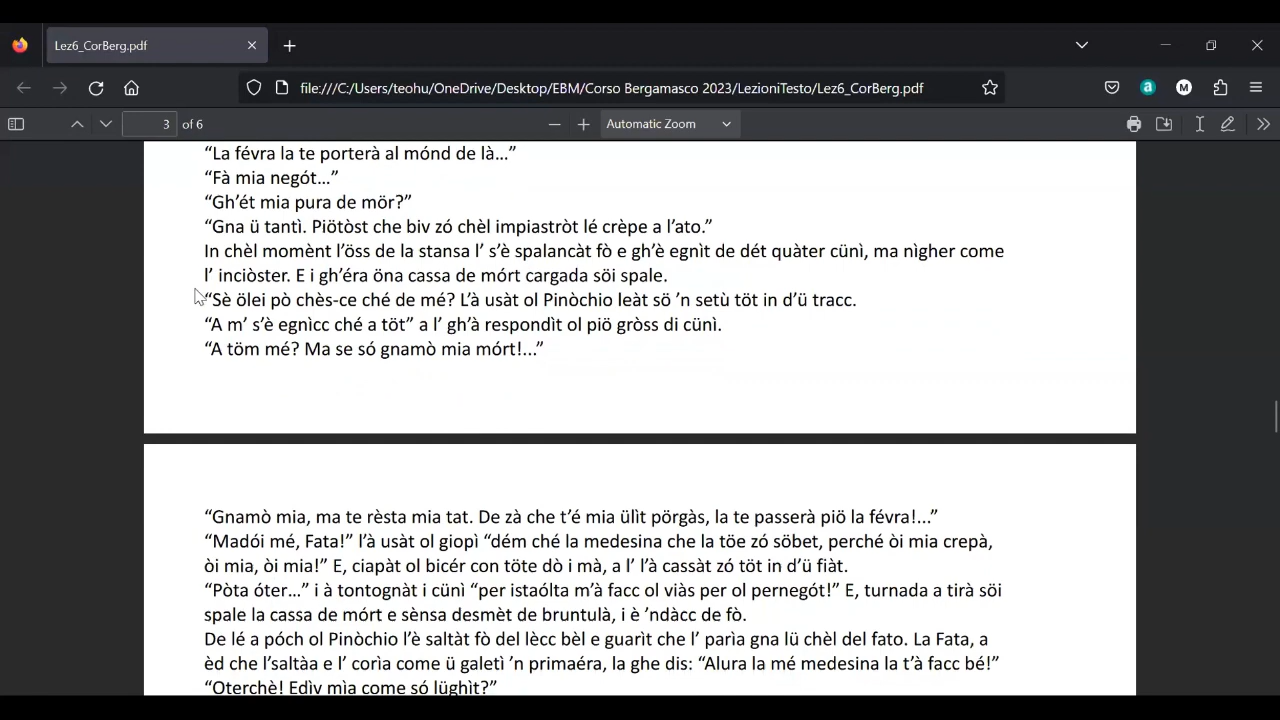 Lez6_CorBerg.pdf
file:///C:/Users/teohu/OneDrive/Desktop/EBM/Corso Bergamasco 2023/LezioniTesto/Lez6_CorBerg.pdf
3 of 6
Automatic Zoom
“La févra la te porterà al mónd de là...”
“Fà mia negót...”
“Gh’ét mia pura de mör?”
“Gna ü tantì. Piötòst che biv zó chèl impiastròt lé crèpe a l’ato.”
In chèl momènt l’öss de la stansa l’ s’è spalancàt fò e gh’è egnìt de dét quàter cünì, ma nìgher come
l’ inciòster. E i gh’éra öna cassa de mórt cargada söi spale.
“Sè ölei pò chès-ce ché de mé? L’à usàt ol Pinòchio leàt sö ’n setù töt in d’ü tracc.
“A m’ s’è egnìcc ché a töt” a l’ gh’à respondìt ol piö gròss di cünì.
“A töm mé? Ma se só gnamò mia mórt!...”
“Gnamò mia, ma te rèsta mia tat. De zà che t’é mia ülìt pörgàs, la te passerà piö la févra!...”
“Madói mé, Fata!” l’à usàt ol giopì “dém ché la medesina che la töe zó söbet, perché òi mia crepà,
òi mia, òi mia!” E, ciapàt ol bicér con töte dò i mà, a l’ l’à cassàt zó töt in d’ü fiàt.
“Pòta óter...” i à tontognàt i cünì “per istaólta m’à facc ol viàs per ol pernegót!” E, turnada a tirà söi
spale la cassa de mórt e sènsa desmèt de bruntulà, i è ’ndàcc de fò.
De lé a póch ol Pinòchio l’è saltàt fò del lècc bèl e guarìt che l’ parìa gna lü chèl del fato. La Fata, a
èd che l’saltàa e l’ corìa come ü galetì ’n primaéra, la ghe dis: “Alura la mé medesina la t’à facc bé!”
“Oterchè! Edìv mìa come só lüghìt?”